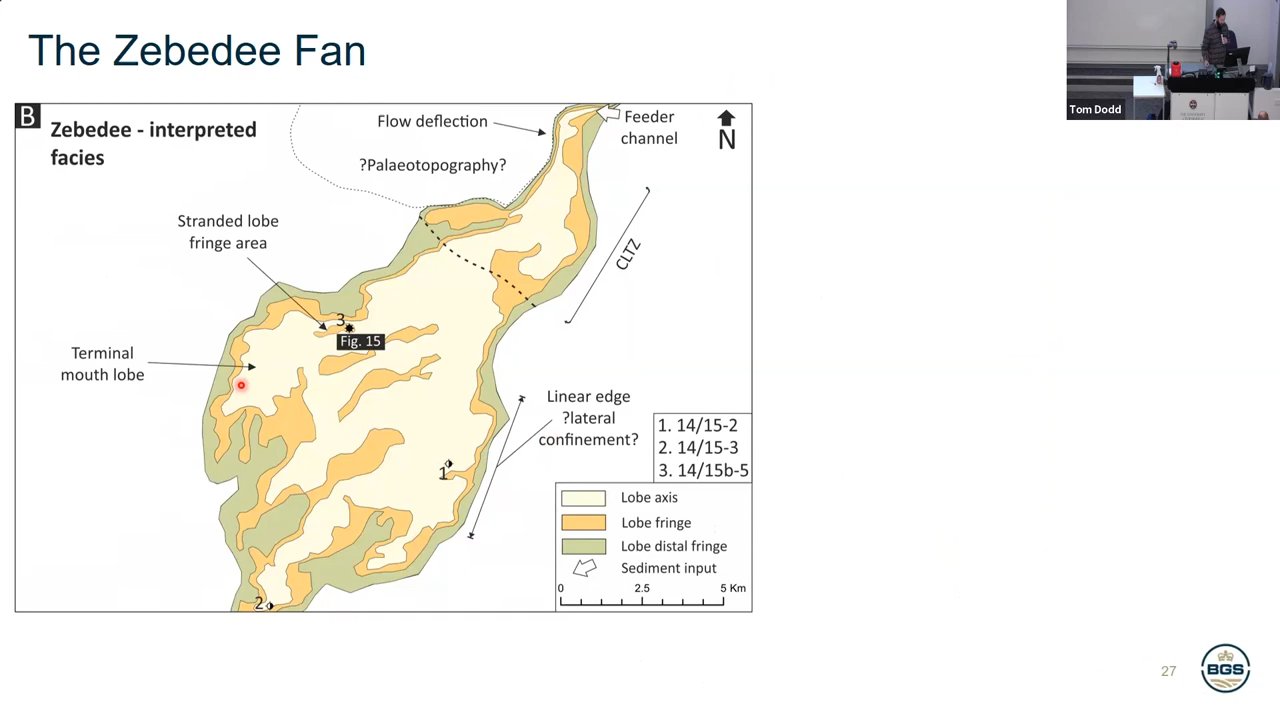 The Zebedee Fan
Tom Dodd
B
Zebedee - interpreted
facies
Flow deflection
?Palaeotopography?
Feeder
channel
N
Stranded lobe
fringe area
CLTZ
3
Fig. 15
Terminal
mouth lobe
Linear edge
?lateral
confinement?
1
2
1. 14/15-2
2. 14/15-3
3. 14/15b-5
Lobe axis
Lobe fringe
Lobe distal fringe
Sediment input
0 2.5 5 Km
27
BGS